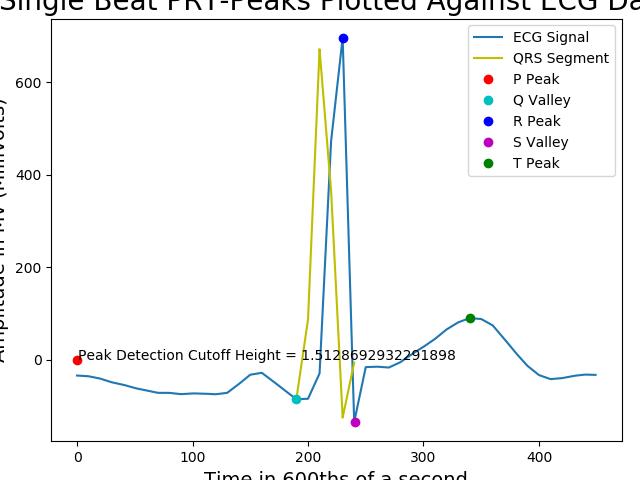 Single Beat PRT-Peaks Plotted Against ECG Da
Amplitude in MV (Millivolts)
600
400
200
0
ECG Signal
QRS Segment
P Peak
Q Valley
R Peak
S Valley
T Peak
Peak Detection Cutoff Height = 1.5128692932291898
0
100
200
300
400
Time in 600ths of a second